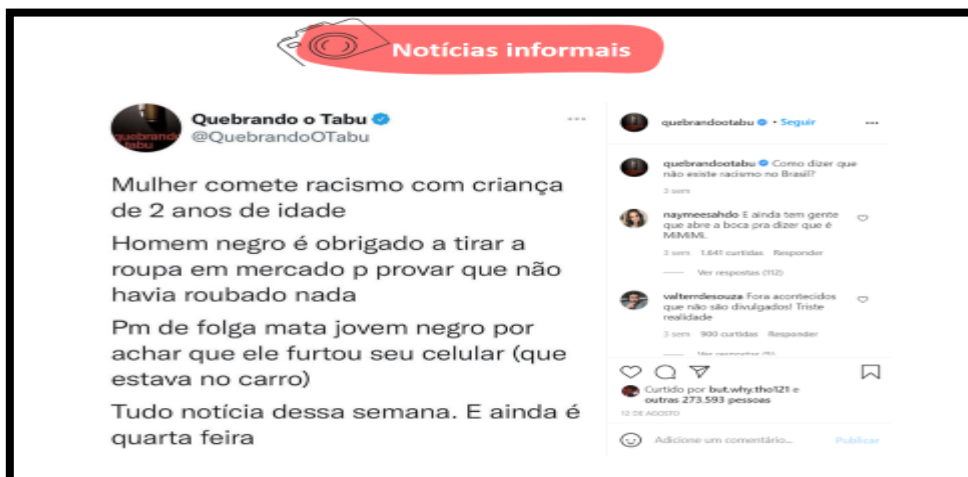 Notícias informais
Quebrando o Tabu
@QuebrandoOTabu
Mulher comete racismo com criança
de 2 anos de idade
Homem negro é obrigado a tirar a
roupa em mercado p provar que não
havia roubado nada
Pm de folga mata jovem negro por
achar que ele furtou seu celular (que
estava no carro)
Tudo notícia dessa semana. E ainda é
quarta feira
quebrandootabu • Seguir
quebrandootabu Como dizer que
não existe racismo no Brasil?
3 sem
naymeesahdo E ainda tem gente
que abre a boca pra dizer que é
MiMiMi.
3 sem 1.641 curtidas Responder
Ver respostas (112)
valterndesouza Fora acontecidos
que não são divulgados! Triste
realidade
3 sem 900 curtidas Responder
Ver respostas
Curtido por but.why.tho121 e
outras 273.593 pessoas
12 DE AGOSTO
Adicione um comentário... Publicar